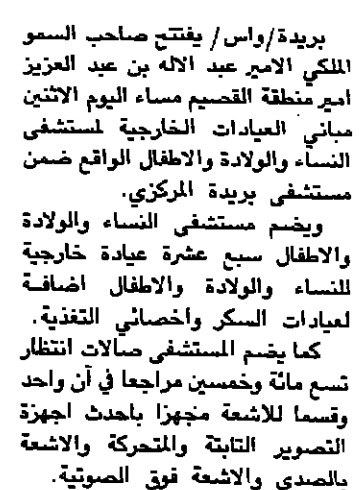 بريدة/واس/ يفتتح صاحب السمو
الملكي الامير عبد الاله بن عبد العزيز
امير منطقة القصيم مساء اليوم الاثنين
مباني العيادات الخارجية لمستشفى
النساء والولادة والاطفال الواقع ضمن
مستشفى بريدة المركزي.
ويضم مستشفى النساء والولادة
والاطفال سبع عشرة عيادة خارجية
للنساء والولادة والاطفال اضافة
لعيادات السكر واخصائي التغذية.
كما يضم المستشفى صالات انتظار
تسع مائة وخمسين مراجعا في آن واحد
وقسما للاشعة مجهزا باحدث اجهزة
التصوير الثابتة والمتحركة والاشعة
بالصدى والاشعة فوق الصوتية.